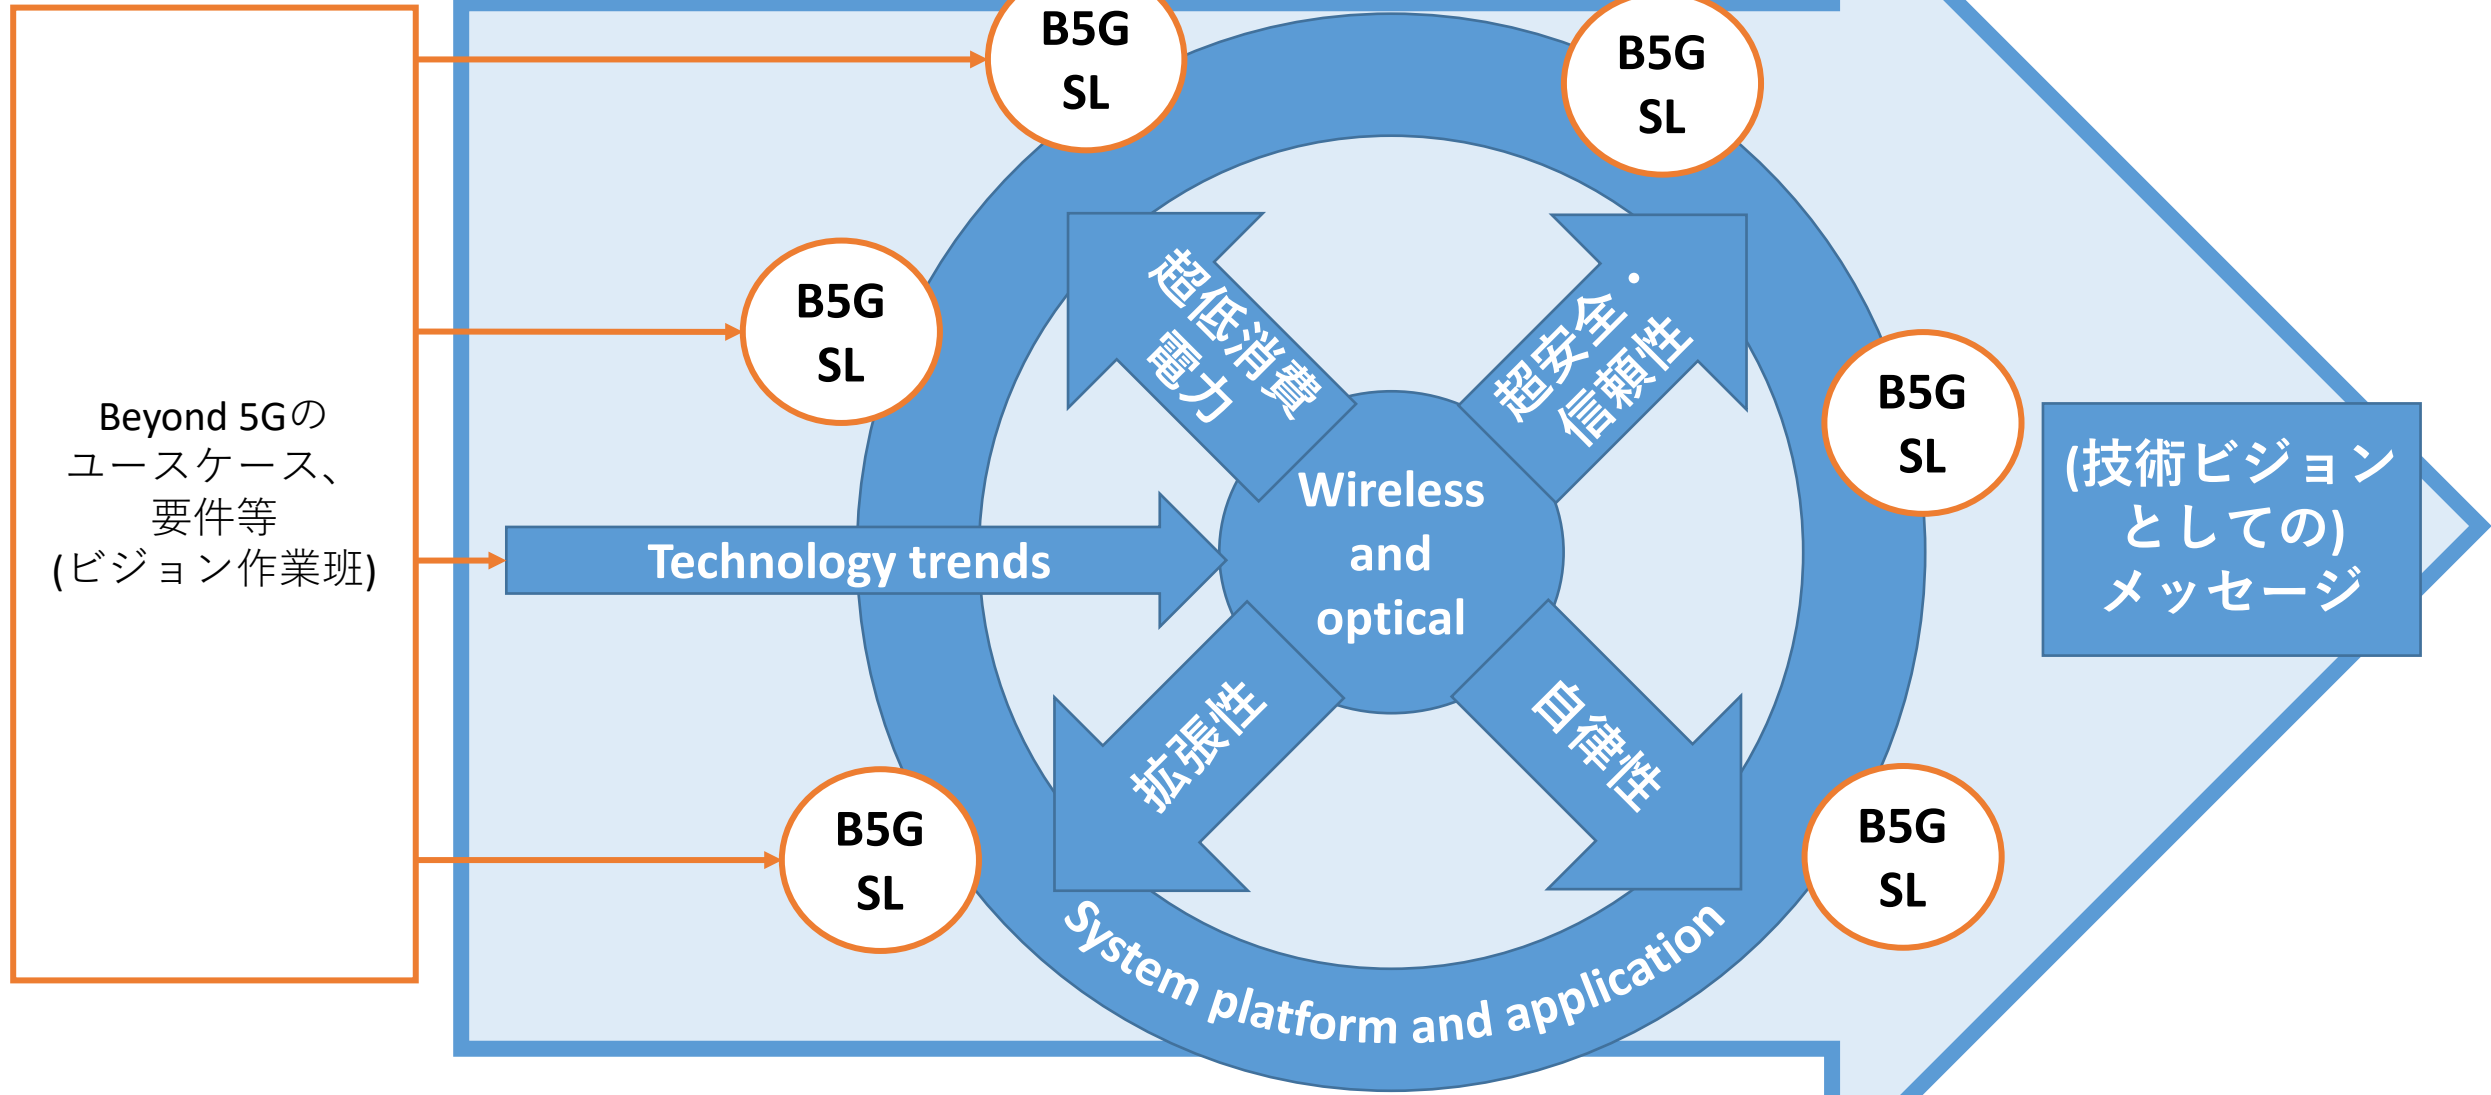 Beyond 5Gの
ユースケース、
要件等
(ビジョン作業班)
B5G
SL
B5G
SL
B5G
SL
B5G
SL
超低消費
電力
超安全・
信頼性
Wireless
and
optical
Technology trends
(技術ビジョン
としての)
メッセージ
拡張性
自律性
B5G
SL
B5G
SL
System platform and application